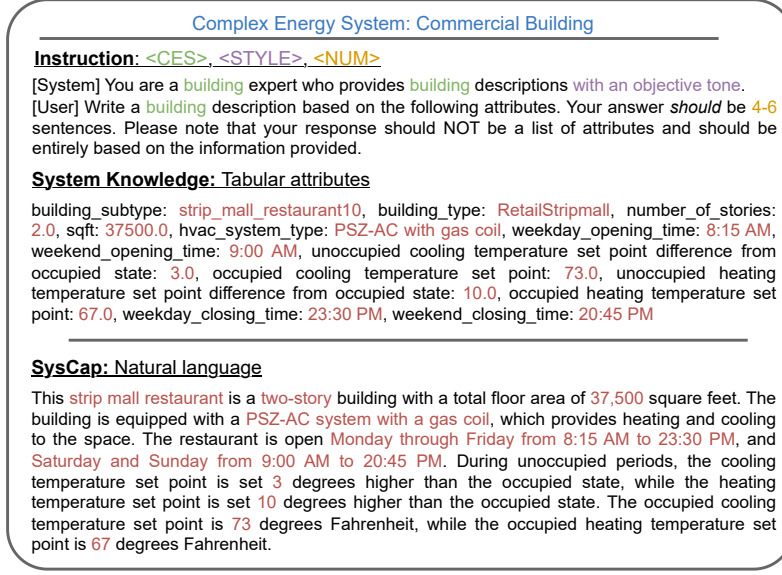 Complex Energy System: Commercial Building
Instruction: <CES>, <STYLE>, <NUM>
[System] You are a building expert who provides building descriptions with an objective tone.
[User] Write a building description based on the following attributes. Your answer should be 4-6
sentences. Please note that your response should NOT be a list of attributes and should be
entirely based on the information provided.
System Knowledge: Tabular attributes
building_subtype: strip_mall_restaurant10, building_type: RetailStripmall, number_of_stories:
2.0, sqft: 37500.0, hvac_system_type: PSZ-AC with gas coil, weekday_opening_time: 8:15 AM,
weekend_opening_time: 9:00 AM, unoccupied cooling temperature set point difference from
occupied state: 3.0, occupied cooling temperature set point: 73.0, unoccupied heating
temperature set point difference from occupied state: 10.0, occupied heating temperature set
point: 67.0, weekday_closing_time: 23:30 PM, weekend_closing_time: 20:45 PM
SysCap: Natural language
This strip mall restaurant is a two-story building with a total floor area of 37,500 square feet. The
building is equipped with a PSZ-AC system with a gas coil, which provides heating and cooling
to the space. The restaurant is open Monday through Friday from 8:15 AM to 23:30 PM, and
Saturday and Sunday from 9:00 AM to 20:45 PM. During unoccupied periods, the cooling
temperature set point is set 3 degrees higher than the occupied state, while the heating
temperature set point is set 10 degrees higher than the occupied state. The occupied cooling
temperature set point is 73 degrees Fahrenheit, while the occupied heating temperature set
point is 67 degrees Fahrenheit.